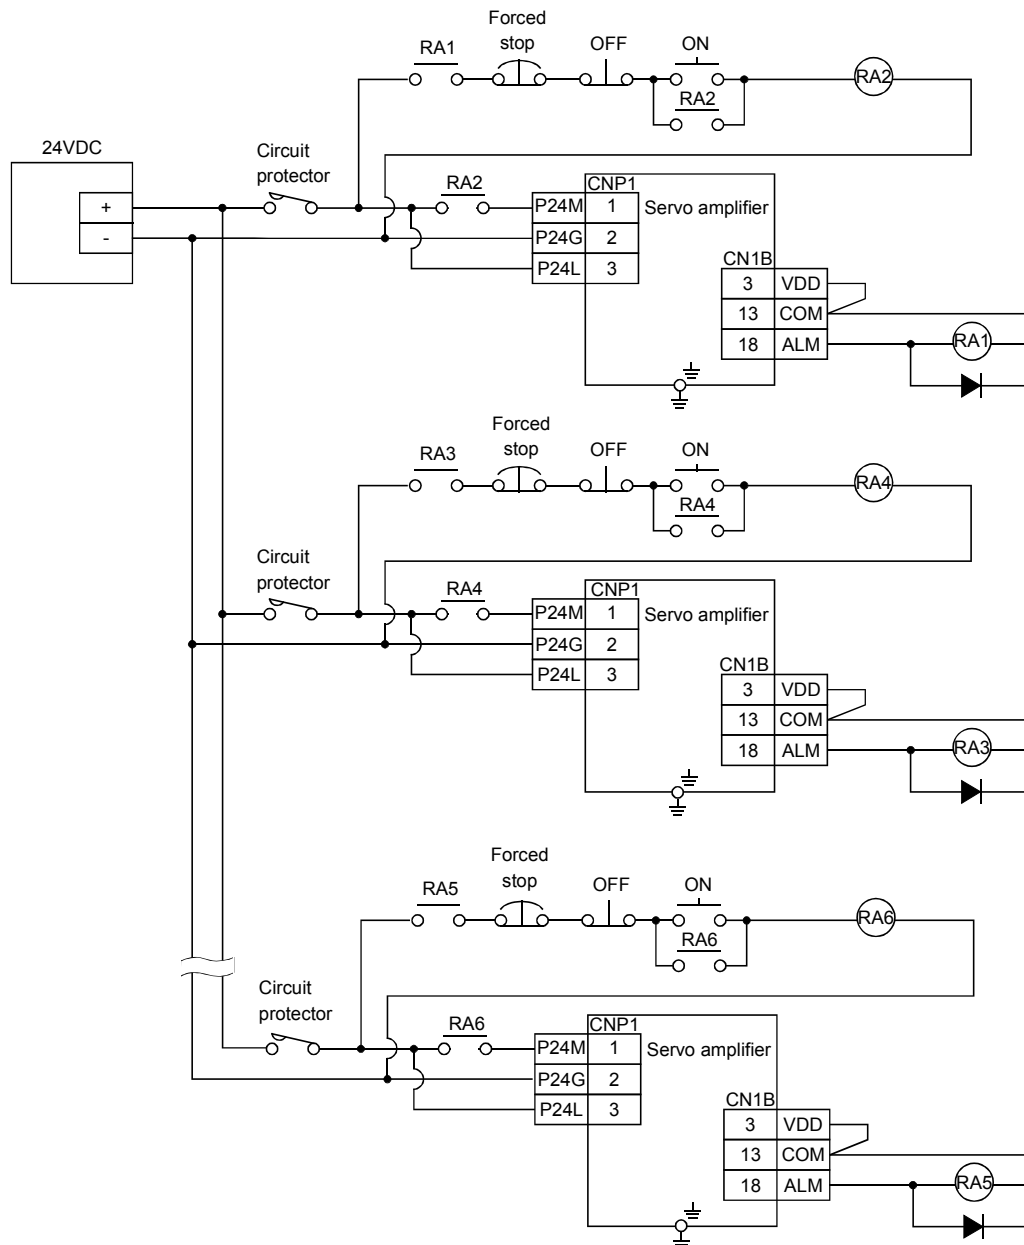 Forced
stop
RA1
OFF
ON
RA2
RA2
24VDC
Circuit
protector
RA2
CNP1
+
P24M
1
Servo amplifier
-
P24G
2
P24L
3
CN1B
3
VDD
13
COM
18
ALM
RA1
Forced
stop
RA3
OFF
ON
RA4
RA4
Circuit
protector
RA4
CNP1
P24M
1
Servo amplifier
P24G
2
P24L
3
CN1B
3
VDD
13
COM
18
ALM
RA3
Forced
stop
RA5
OFF
ON
RA6
RA6
Circuit
protector
RA6
CNP1
P24M
1
Servo amplifier
P24G
2
P24L
3
CN1B
3
VDD
13
COM
18
ALM
RA5